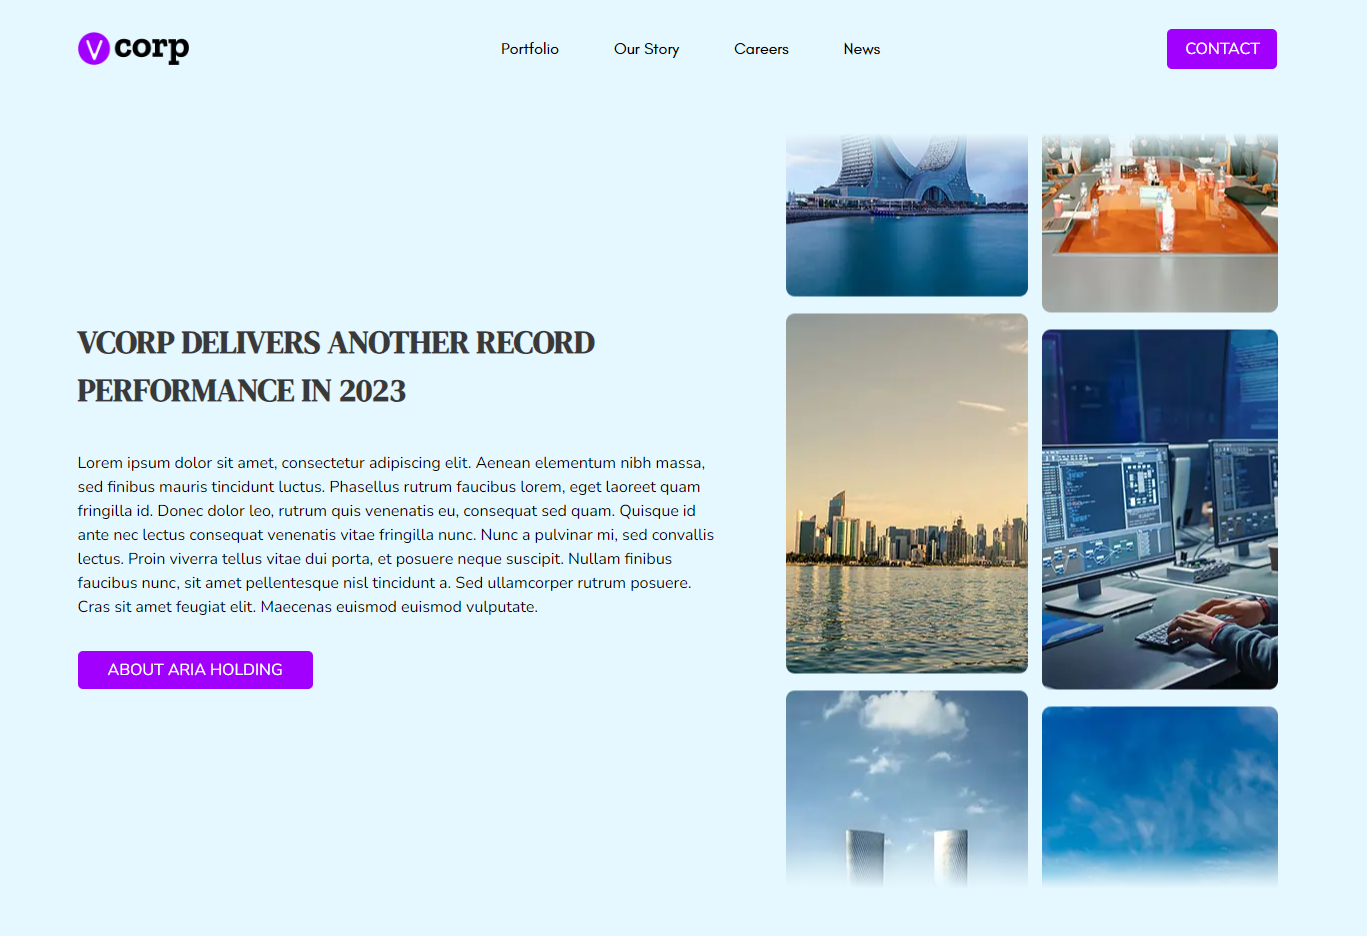 V corp
Portfolio
Our Story
Careers
News
CONTACT
VCORP DELIVERS ANOTHER RECORD
PERFORMANCE IN 2023
Lorem ipsum dolor sit amet, consectetur adipiscing elit. Aenean elementum nibh massa,
sed finibus mauris tincidunt luctus. Phasellus rutrum faucibus lorem, eget laoreet quam
fringilla id. Donec dolor leo, rutrum quis venenatis eu, consequat sed quam. Quisque id
ante nec lectus consequat venenatis vitae fringilla nunc. Nunc a pulvinar mi, sed convallis
lectus. Proin viverra tellus vitae dui porta, et posuere neque suscipit. Nullam finibus
faucibus nunc, sit amet pellentesque nisl tincidunt a. Sed ullamcorper rutrum posuere.
Cras sit amet feugiat elit. Maecenas euismod euismod vulputate.
ABOUT ARIA HOLDING